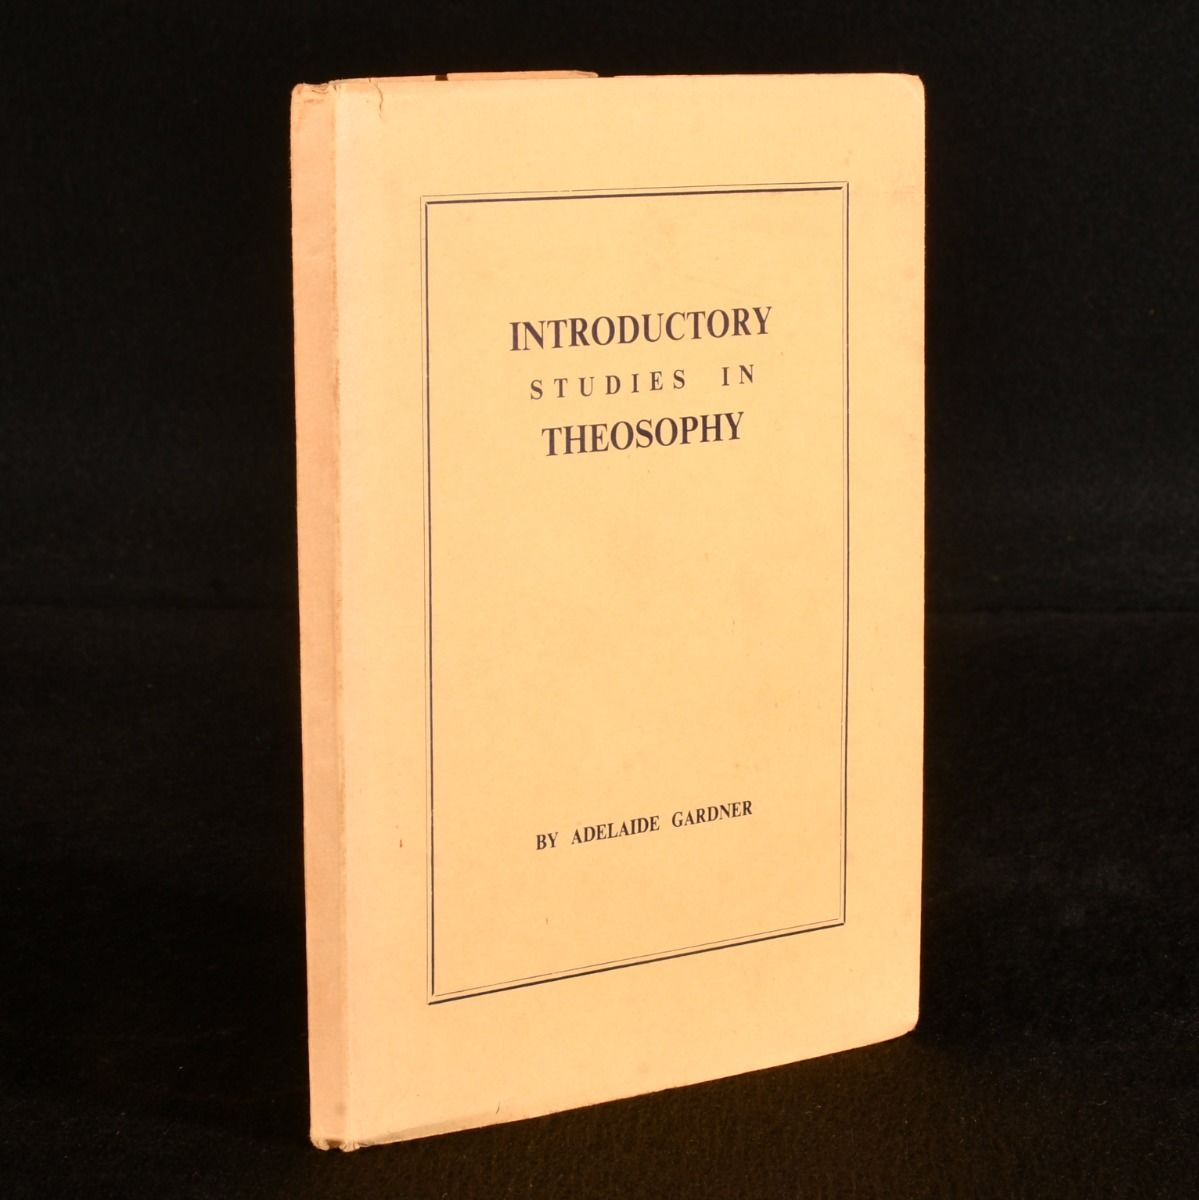 INTRODUCTORY
STUDIES IN
THEOSOPHY
BY ADELAIDE GARDNER